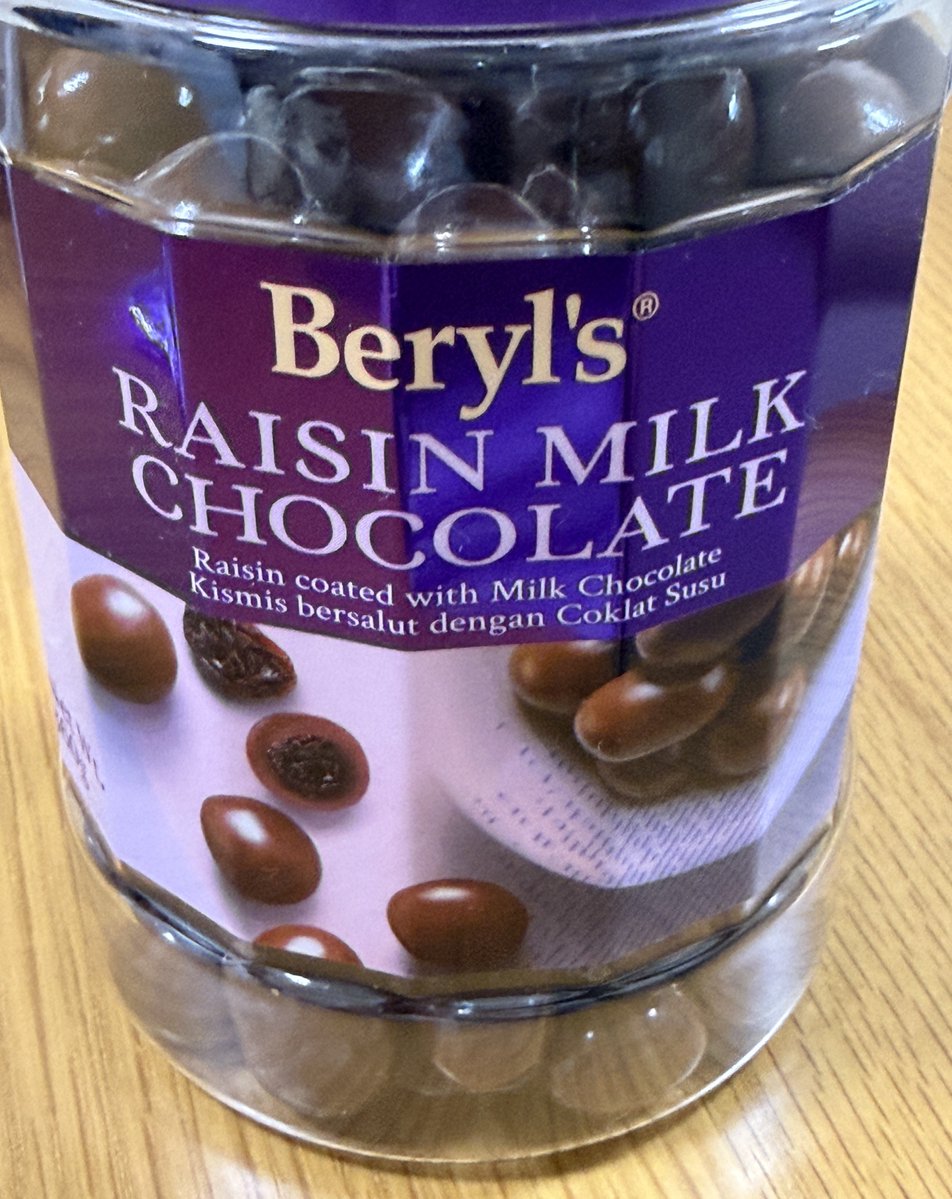 Beryl's®
RAISIN MILK
CHOCOLATE
Raisin coated with Milk Chocolate
Kismis bersalut dengan Coklat Susu